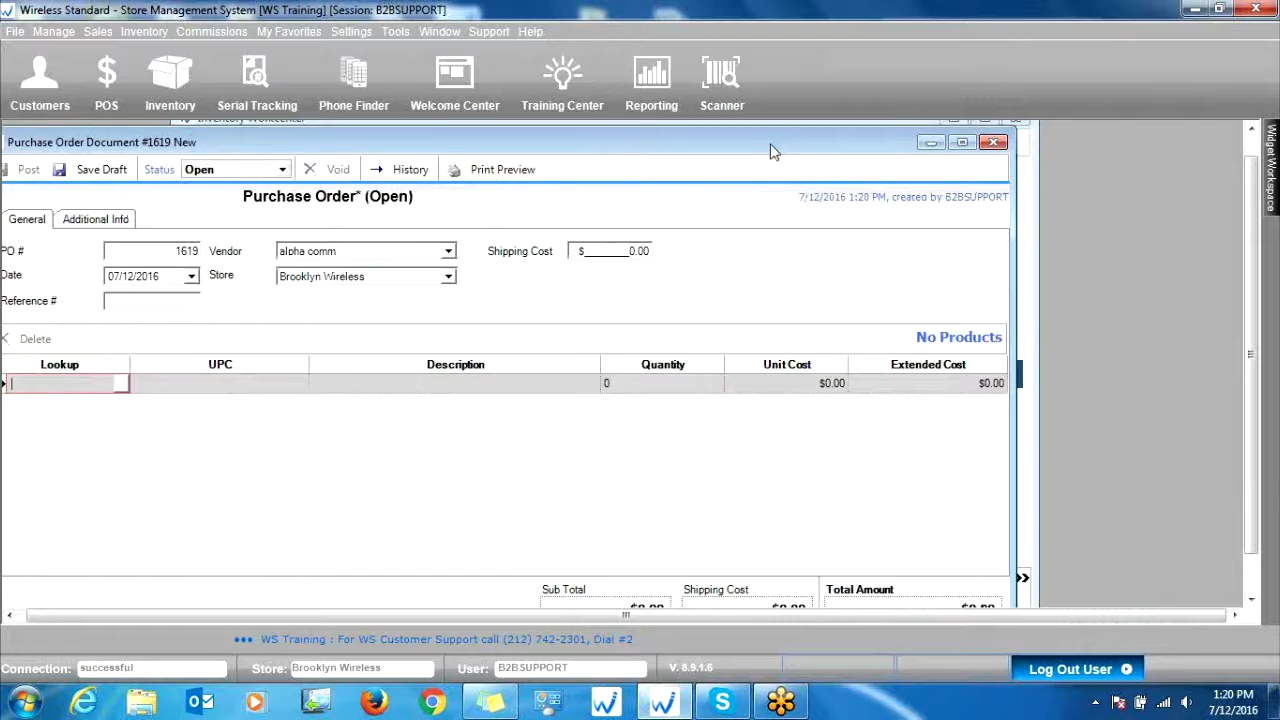 Wireless Standard - Store Management System [WS Training] [Session: B2BSUPPORT]
File Manage Sales Inventory Commissions My Favorites Settings Tools Window Support Help
Customers POS Inventory Serial Tracking Phone Finder Welcome Center Training Center Reporting Scanner
Purchase Order Document #1619 New
Post Save Draft Status Open Void History Print Preview
Purchase Order* (Open)
7/12/2016 1:20 PM, created by B2BSUPPORT
General Additional Info
PO # 1619 Vendor alpha comm Shipping Cost $______0.00
Date 07/12/2016 Store Brooklyn Wireless
Reference #
Delete No Products
Lookup UPC Description Quantity Unit Cost Extended Cost
0 $0.00 $0.00
Sub Total Shipping Cost Total Amount
WS Training : For WS Customer Support call (212) 742-2301, Dial #2
Connection: successful Store: Brooklyn Wireless User: B2BSUPPORT V. 8.9.1.6 Log Out User
1:20 PM
7/12/2016
Widget Workspace